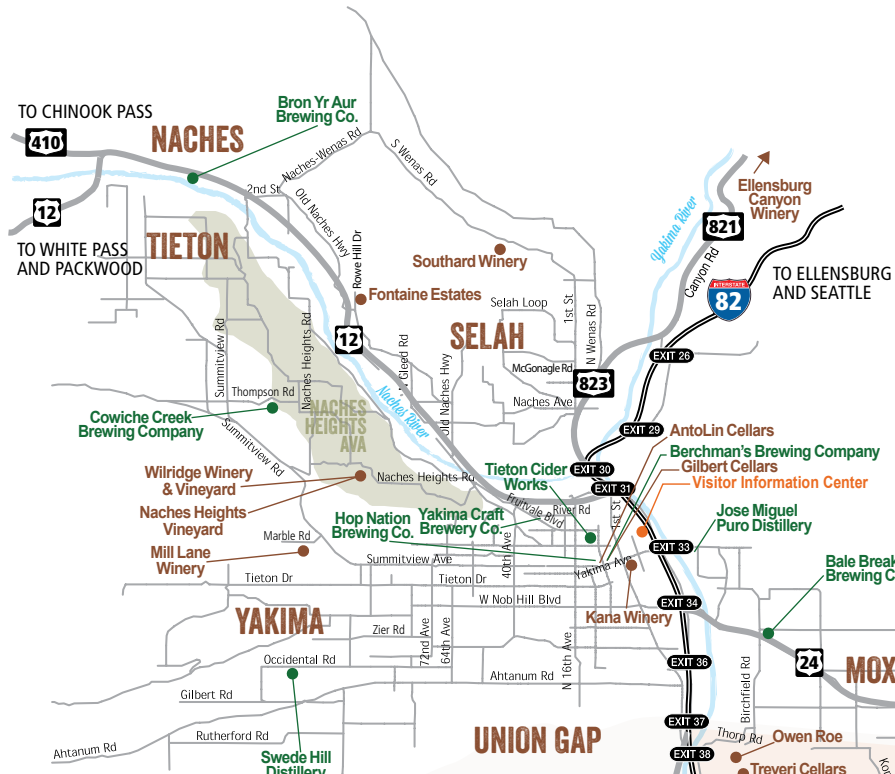 TO CHINOOK PASS
410
NACHES
Bron Yr Aur
Brewing Co.
12
TO WHITE PASS
AND PACKWOOD
TIETON
2nd St
Naches-Wenas Rd
S Wenas Rd
Old Naches Hwy
Rowe Hill Dr
Yakima River
Ellensburg
Canyon
Winery
821
Canyon Rd
Southard Winery
TO ELLENSBURG
AND SEATTLE
INTERSTATE
82
Fontaine Estates
Selah Loop
1st St
N Wenas Rd
SELAH
12
EXIT 26
McGonagle Rd
823
Naches Ave
N Gleed Rd
Old Naches Hwy
Summitview Rd
Naches Heights Rd
Thompson Rd
NACHES
HEIGHTS
AVA
Naches River
Cowiche Creek
Brewing Company
Summitview Rd
EXIT 29
AntoLin Cellars
Berchman's Brewing Company
Gilbert Cellars
Visitor Information Center
EXIT 30
EXIT 31
Wilridge Winery
& Vineyard
Naches Heights Rd
Tieton Cider
Works
Naches Heights
Vineyard
Hop Nation
Brewing Co.
Yakima Craft
Brewery Co.
Fruitvale Blvd
River Rd
1st St
Jose Miguel
Puro Distillery
Marble Rd
Mill Lane
Winery
Summitview Ave
40th Ave
Yakima Ave
EXIT 33
Tieton Dr
Tieton Dr
Bale Break
Brewing C
W Nob Hill Blvd
Kana Winery
EXIT 34
YAKIMA
Zier Rd
72nd Ave
64th Ave
N 16th Ave
24
MOX
Occidental Rd
EXIT 36
Ahtanum Rd
Gilbert Rd
Birchfield Rd
EXIT 37
Rutherford Rd
UNION GAP
Thorp Rd
Owen Roe
Ahtanum Rd
EXIT 38
Swede Hill
Distillery
Treveri Cellars